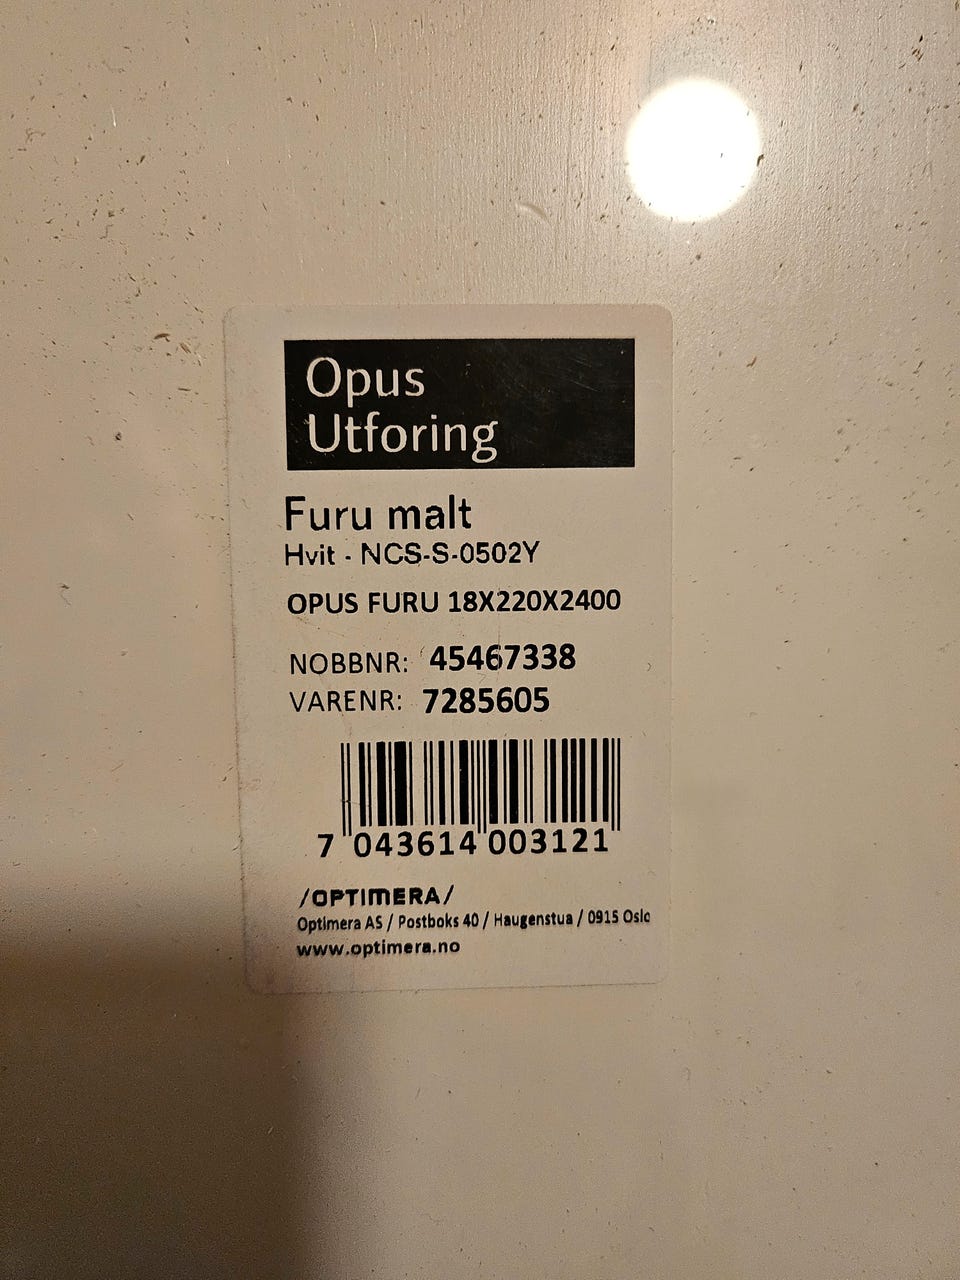 Opus
Utforing
Furu malt
Hvit - NCS-S-0502Y
OPUS FURU 18X220X2400
NOBBNR: 45467338
VARENR: 7285605
7 043614 003121
/OPTIMERA/
Optimera AS / Postboks 40 / Haugenstua / 0915 Oslo
www.optimera.no